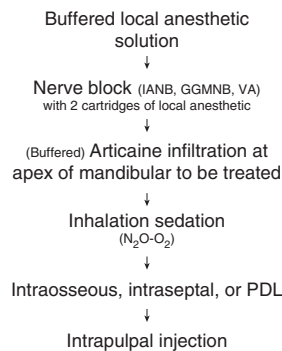 Buffered local anesthetic
solution
Nerve block (IANB, GGMNB, VA)
with 2 cartridges of local anesthetic
(Buffered) Articaine infiltration at
apex of mandibular to be treated
Inhalation sedation
(N₂O-O₂)
Intraosseous, intraseptal, or PDL
Intrapulpal injection